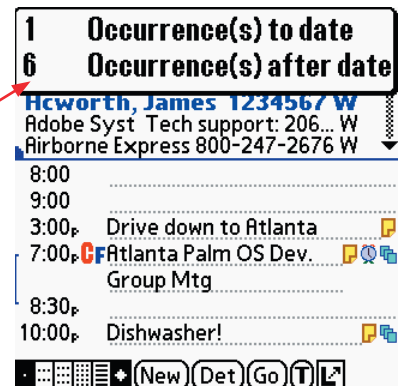 1 Occurrence(s) to date
6 Occurrence(s) after date
Hcworth, James 1234567 W
Adobe Syst Tech support: 206... W
Airborne Express 800-247-2676 W
8:00
9:00
3:00P Drive down to Atlanta
7:00P CF Atlanta Palm OS Dev.
Group Mtg
8:30P
10:00P Dishwasher!
New Det Go T